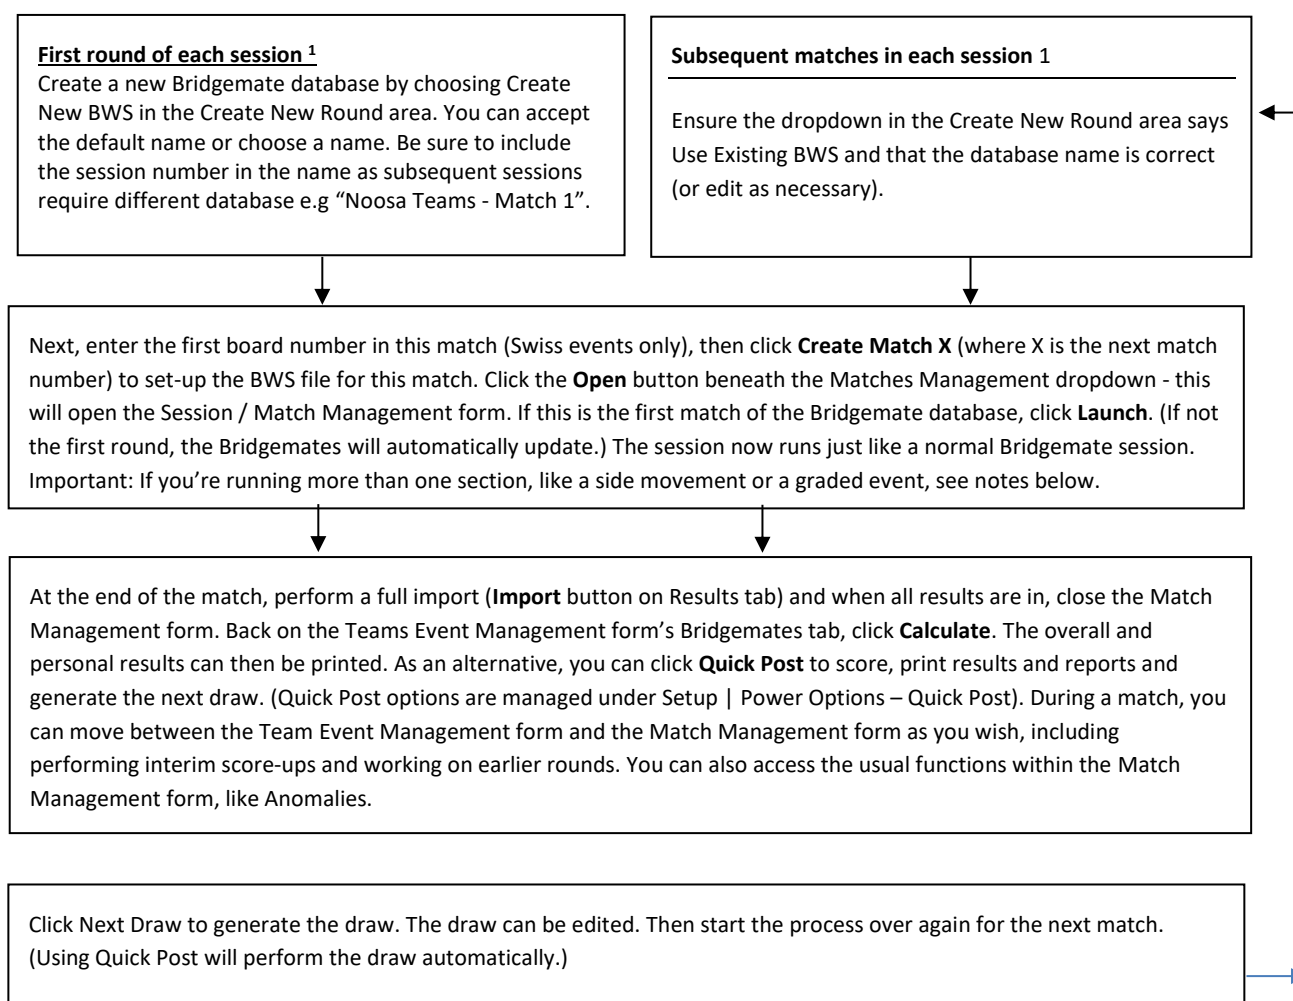 First round of each session ¹
Create a new Bridgemate database by choosing Create
New BWS in the Create New Round area. You can accept
the default name or choose a name. Be sure to include
the session number in the name as subsequent sessions
require different database e.g “Noosa Teams - Match 1”.
Subsequent matches in each session 1
Ensure the dropdown in the Create New Round area says
Use Existing BWS and that the database name is correct
(or edit as necessary).
Next, enter the first board number in this match (Swiss events only), then click Create Match X (where X is the next match
number) to set-up the BWS file for this match. Click the Open button beneath the Matches Management dropdown - this
will open the Session / Match Management form. If this is the first match of the Bridgemate database, click Launch. (If not
the first round, the Bridgemates will automatically update.) The session now runs just like a normal Bridgemate session.
Important: If you’re running more than one section, like a side movement or a graded event, see notes below.
At the end of the match, perform a full import (Import button on Results tab) and when all results are in, close the Match
Management form. Back on the Teams Event Management form’s Bridgemates tab, click Calculate. The overall and
personal results can then be printed. As an alternative, you can click Quick Post to score, print results and reports and
generate the next draw. (Quick Post options are managed under Setup | Power Options – Quick Post). During a match, you
can move between the Team Event Management form and the Match Management form as you wish, including
performing interim score-ups and working on earlier rounds. You can also access the usual functions within the Match
Management form, like Anomalies.
Click Next Draw to generate the draw. The draw can be edited. Then start the process over again for the next match.
(Using Quick Post will perform the draw automatically.)